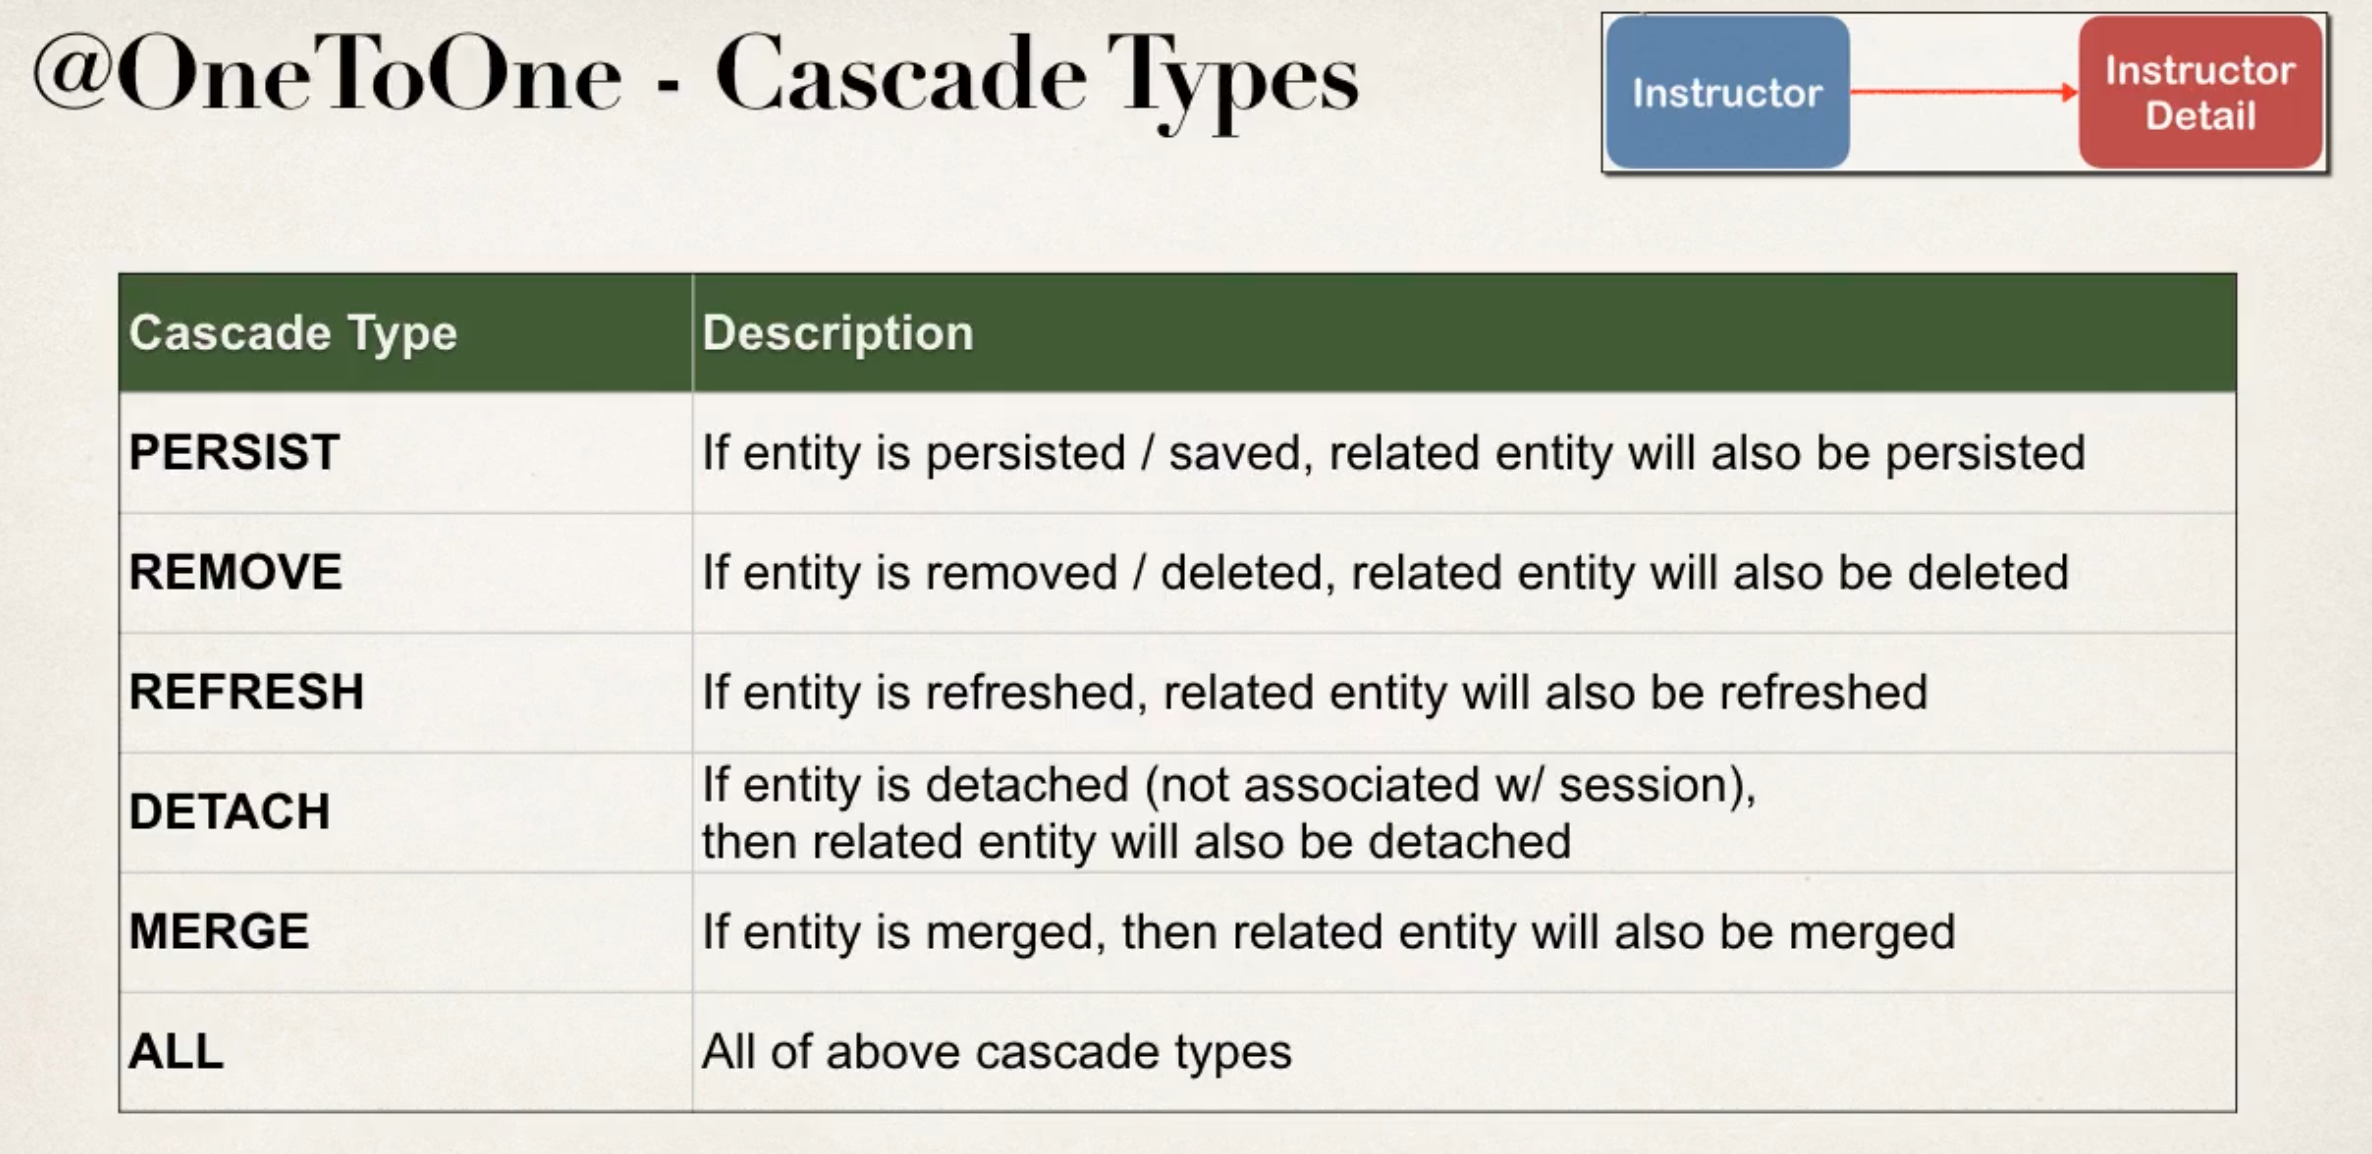 @OneToOne - Cascade Types
Instructor
Instructor
Detail
Cascade Type
Description
PERSIST
If entity is persisted / saved, related entity will also be persisted
REMOVE
If entity is removed / deleted, related entity will also be deleted
REFRESH
If entity is refreshed, related entity will also be refreshed
DETACH
If entity is detached (not associated w/ session),
then related entity will also be detached
MERGE
If entity is merged, then related entity will also be merged
ALL
All of above cascade types